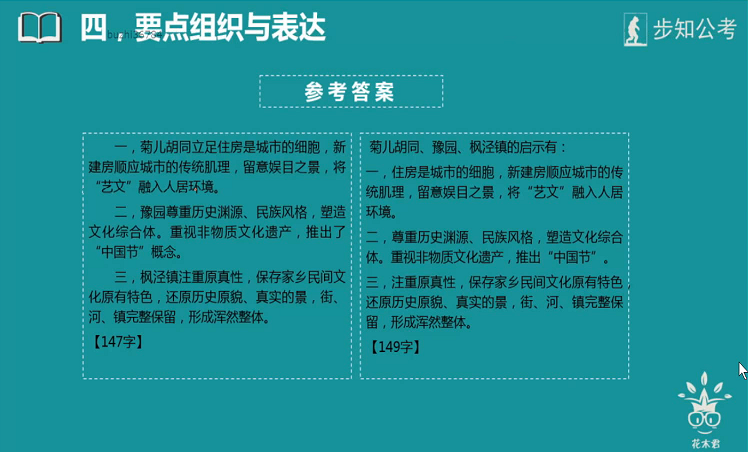 四，要点组织与表达
步知公考
参考答案
一，菊儿胡同立足住房是城市的细胞，新
建房顺应城市的传统肌理，留意娱目之景，将
“艺文”融入人居环境。
二，豫园尊重历史渊源、民族风格，塑造
文化综合体。重视非物质文化遗产，推出了
“中国节”概念。
三，枫泾镇注重原真性，保存家乡民间文
化原有特色，还原历史原貌、真实的景，街、
河、镇完整保留，形成浑然整体。
【147字】
菊儿胡同、豫园、枫泾镇的启示有：
一，住房是城市的细胞，新建房顺应城市的传
统肌理，留意娱目之景，将“艺文”融入人居
环境。
二，尊重历史渊源、民族风格，塑造文化综合
体。重视非物质文化遗产，推出“中国节”。
三，注重原真性，保存家乡民间文化原有特色，
还原历史原貌、真实的景，街、河、镇完整保
留，形成浑然整体。
【149字】
花木君